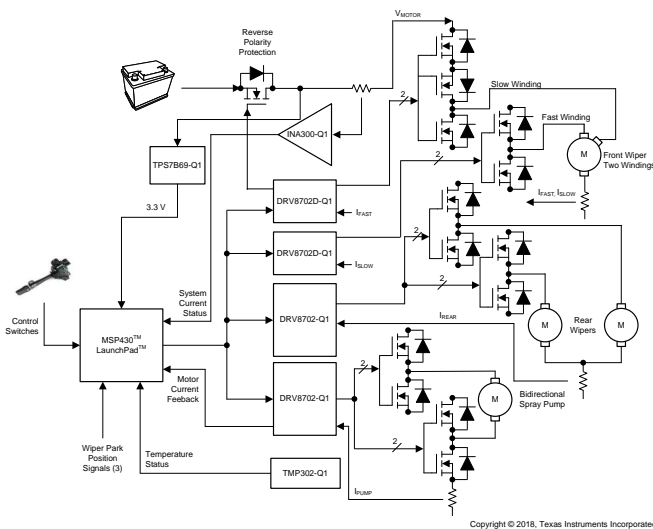 Reverse
Polarity
Protection
VMOTOR
Slow Winding
2
INA300-Q1
Fast Winding
2
M
TPS7B69-Q1
Front Wiper
Two Windings
3.3 V
DRV8702D-Q1
IFAST
IFAST, ISLOW
2
DRV8702D-Q1
ISLOW
System
Current
Status
2
Control
Switches
MSP430™
LaunchPad™
DRV8702-Q1
IREAR
M
Rear
Wipers
M
Motor
Current
Feeback
DRV8702-Q1
2
M
Bidirectional
Spray Pump
2
Wiper Park
Position
Signals (3)
Temperature
Status
TMP302-Q1
IPUMP
Copyright © 2018, Texas Instruments Incorporated